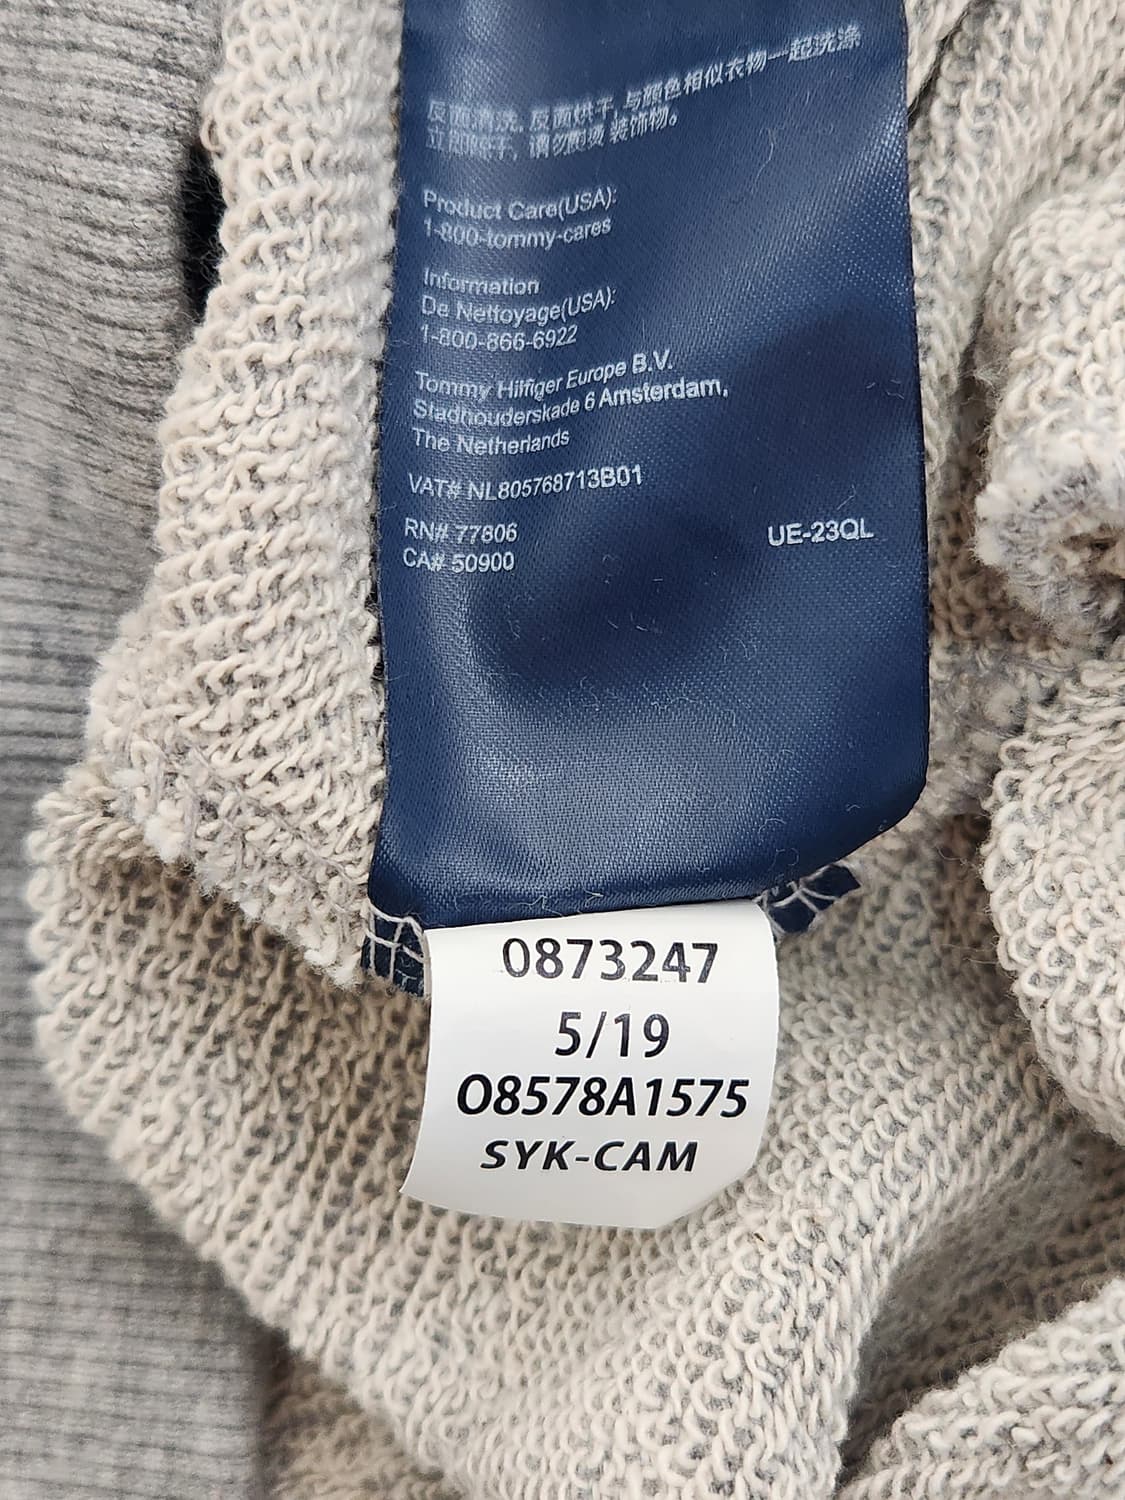 反面清洗, 反面烘干, 与颜色相似衣物一起洗涤
立即烘干, 请勿熨烫 装饰物。
Product Care(USA):
1-800-tommy-cares
Information
De Nettoyage(USA):
1-800-866-6922
Tommy Hilfiger Europe B.V.
Stadhouderskade 6 Amsterdam,
The Netherlands
VAT# NL805768713B01
RN# 77806
CA# 50900
UE-23QL
0873247
5/19
O8578A1575
SYK-CAM